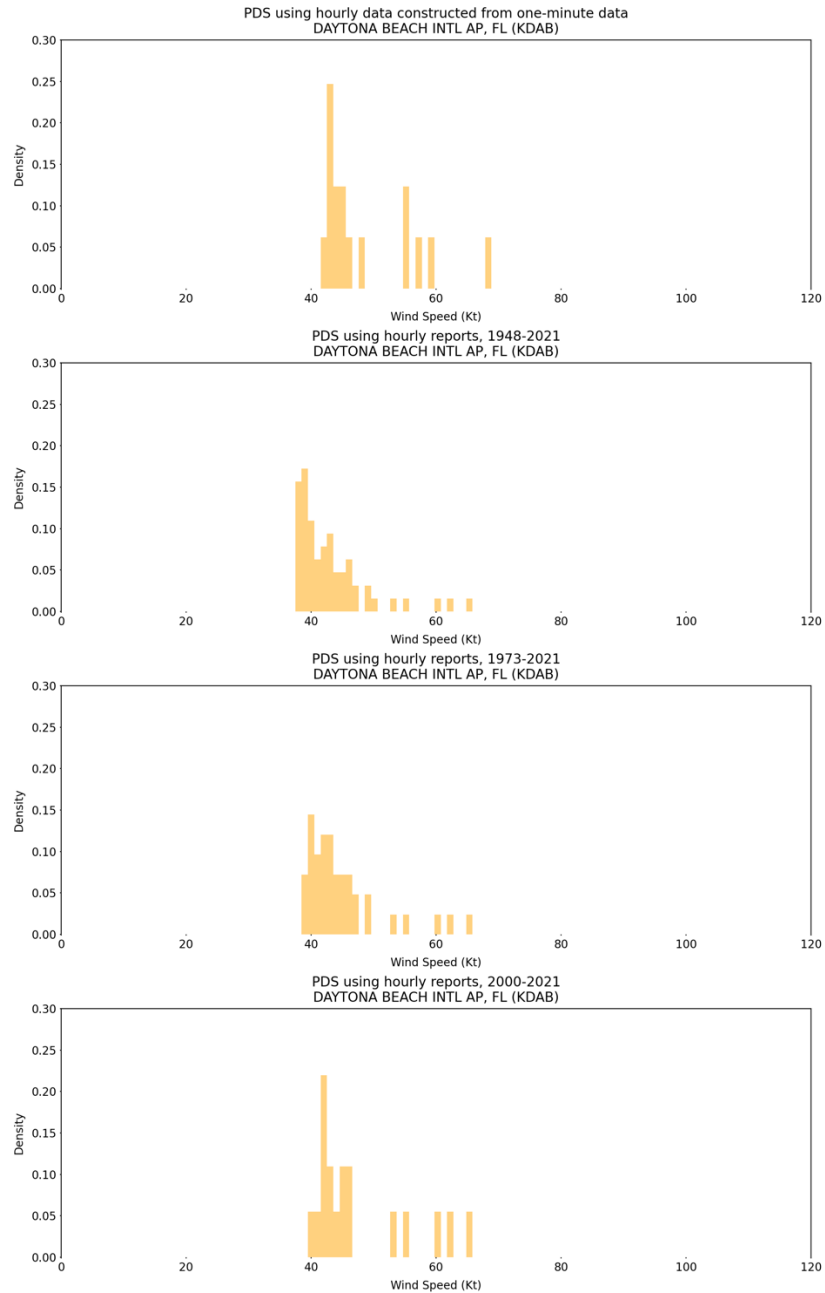 PDS using hourly data constructed from one-minute data
DAYTONA BEACH INTL AP, FL (KDAB)
0.30
0.25
0.20
0.15
0.10
0.05
0.00
Density
0 20 40 60 80 100 120
Wind Speed (Kt)
PDS using hourly reports, 1948-2021
DAYTONA BEACH INTL AP, FL (KDAB)
0.30
0.25
0.20
0.15
0.10
0.05
0.00
Density
0 20 40 60 80 100 120
Wind Speed (Kt)
PDS using hourly reports, 1973-2021
DAYTONA BEACH INTL AP, FL (KDAB)
0.30
0.25
0.20
0.15
0.10
0.05
0.00
Density
0 20 40 60 80 100 120
Wind Speed (Kt)
PDS using hourly reports, 2000-2021
DAYTONA BEACH INTL AP, FL (KDAB)
0.30
0.25
0.20
0.15
0.10
0.05
0.00
Density
0 20 40 60 80 100 120
Wind Speed (Kt)